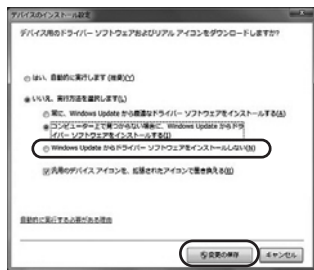 デバイスのインストール設定
デバイス用のドライバー ソフトウェアおよびリアル アイコンをダウンロードしますか?
はい、自動的に実行します (推奨)(Y)
いいえ、実行方法を選択します(L)
常に、Windows Update から最適なドライバー ソフトウェアをインストールする(A)
コンピューター上で見つからない場合に、Windows Update からドラ
イバー ソフトウェアをインストールする(I)
Windows Update からドライバー ソフトウェアをインストールしない(N)
汎用のデバイス アイコンを、拡張されたアイコンで置き換える(R)
自動的に実行する必要がある理由
変更の保存
キャンセル